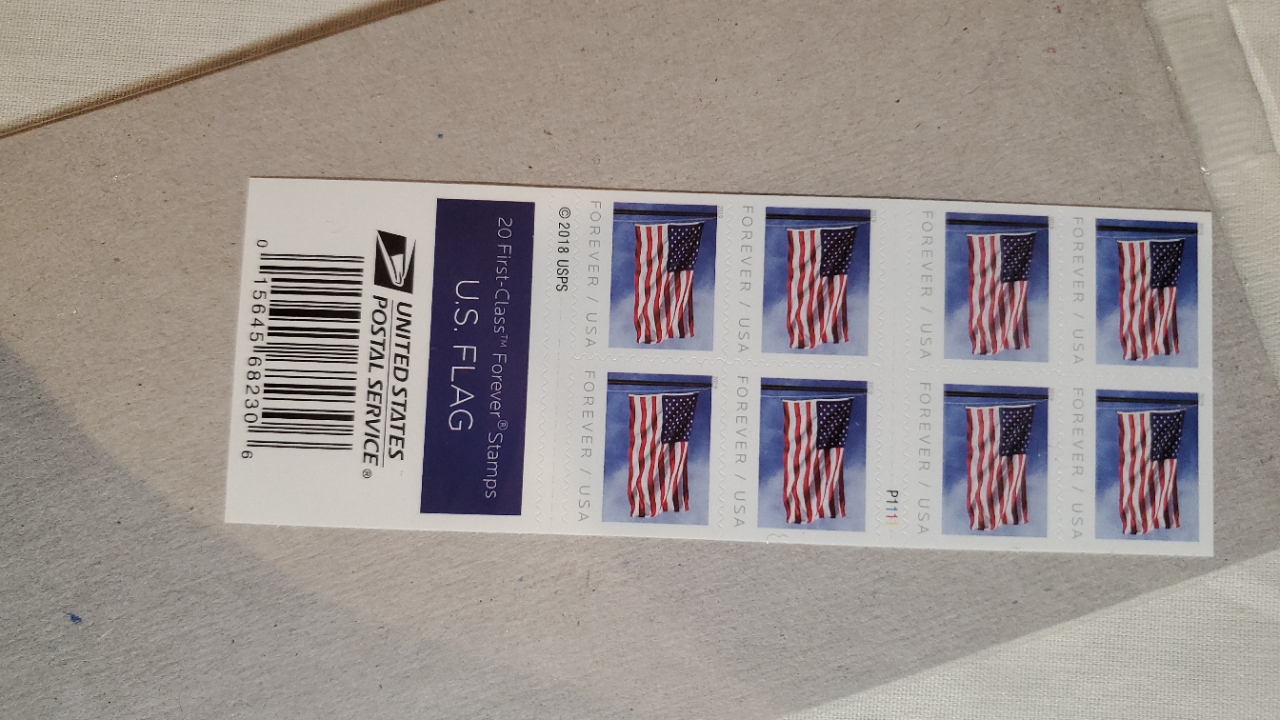 FOREVER / USA
FOREVER / USA
FOREVER / USA
FOREVER / USA
P1111
FOREVER / USA
FOREVER / USA
FOREVER / USA
FOREVER / USA
© 2018 USPS
20 First-Class™ Forever® Stamps
U.S. FLAG
UNITED STATES
POSTAL SERVICE®
0 15645 68230 6